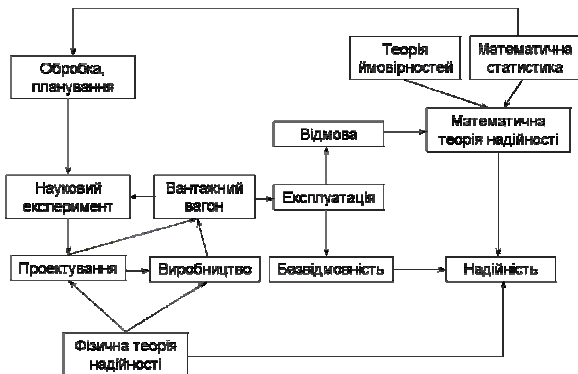 Обробка,
планування
Теорія
ймовірностей
Математична
статистика
Відмова
Математична
теорія надійності
Науковий
експеримент
Вантажний
вагон
Експлуатація
Проектування
Виробництво
Безвідмовність
Надійність
Фізична теорія
надійності